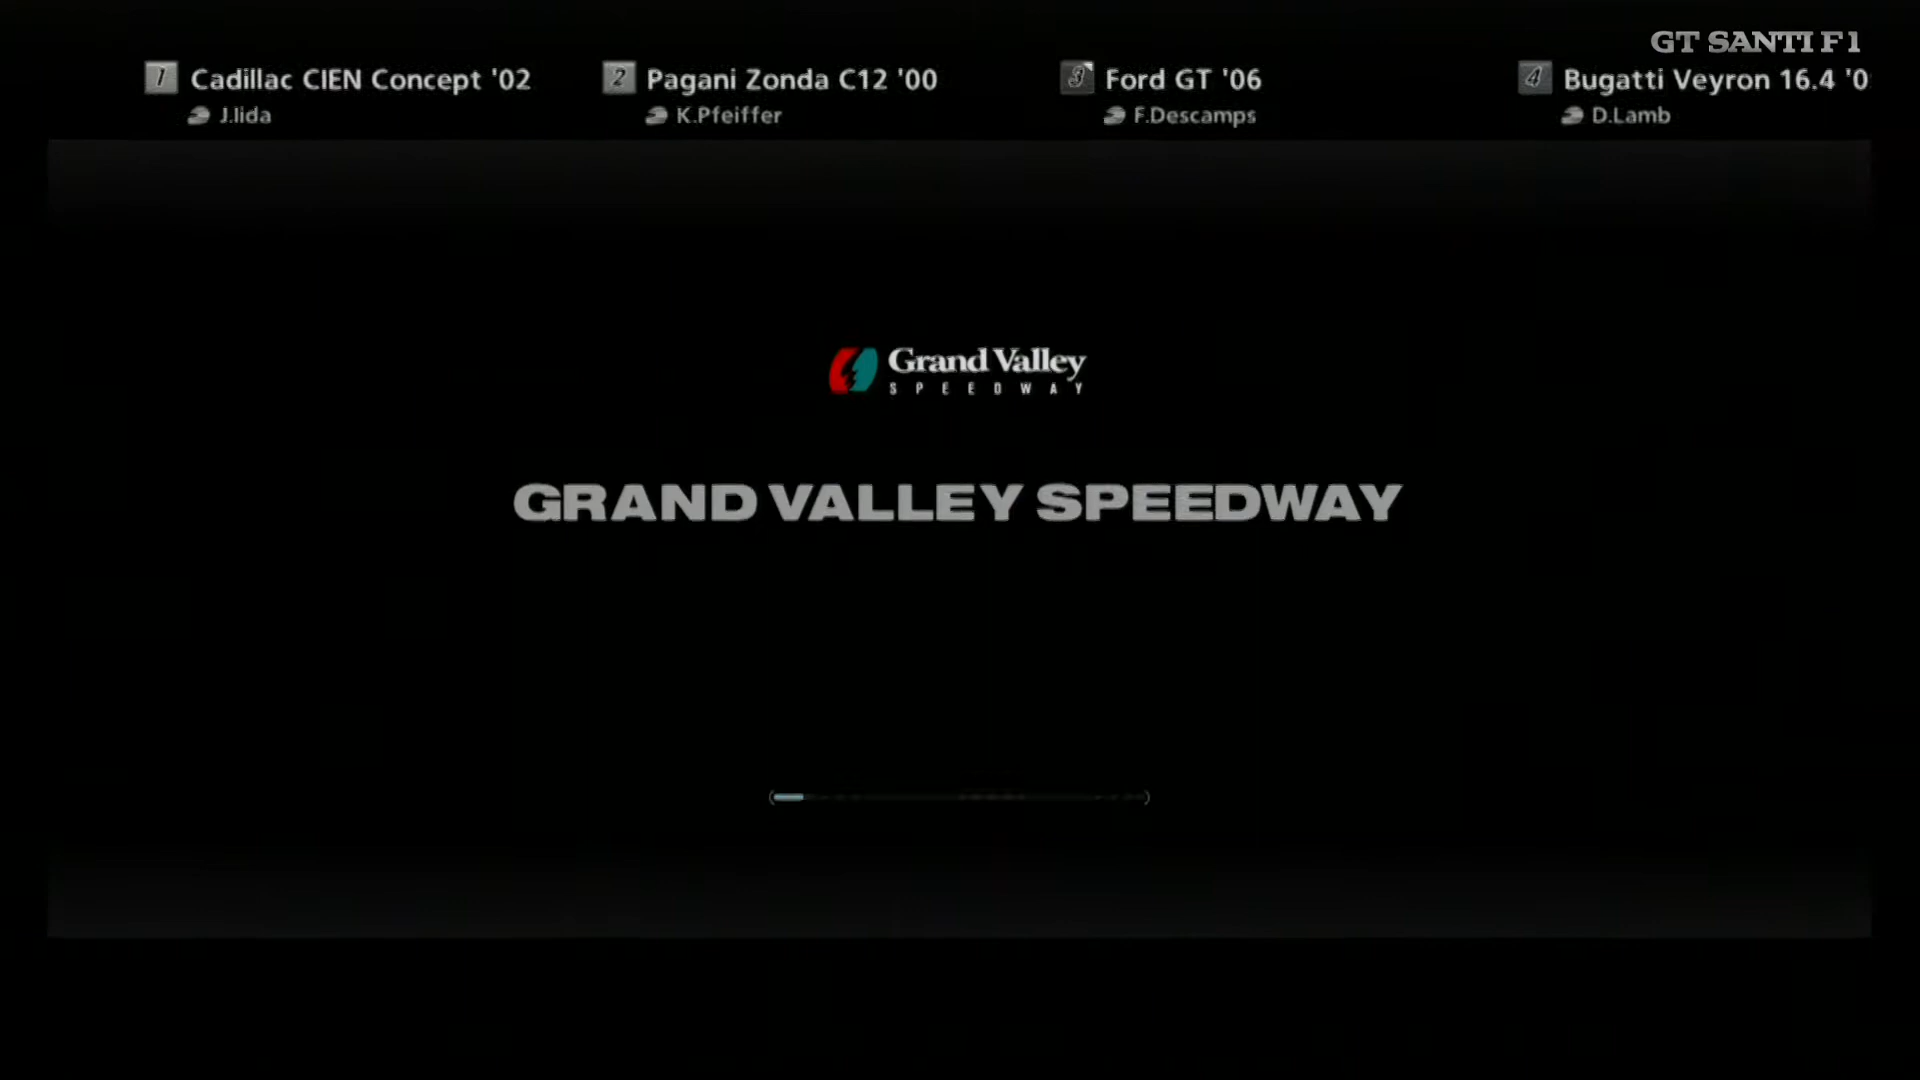 GT SANTI F1
1 Cadillac CIEN Concept '02
J.Iida
2 Pagani Zonda C12 '00
K.Pfeiffer
3 Ford GT '06
F.Descamps
4 Bugatti Veyron 16.4 '0
D.Lamb
Grand Valley
SPEEDWAY
GRAND VALLEY SPEEDWAY